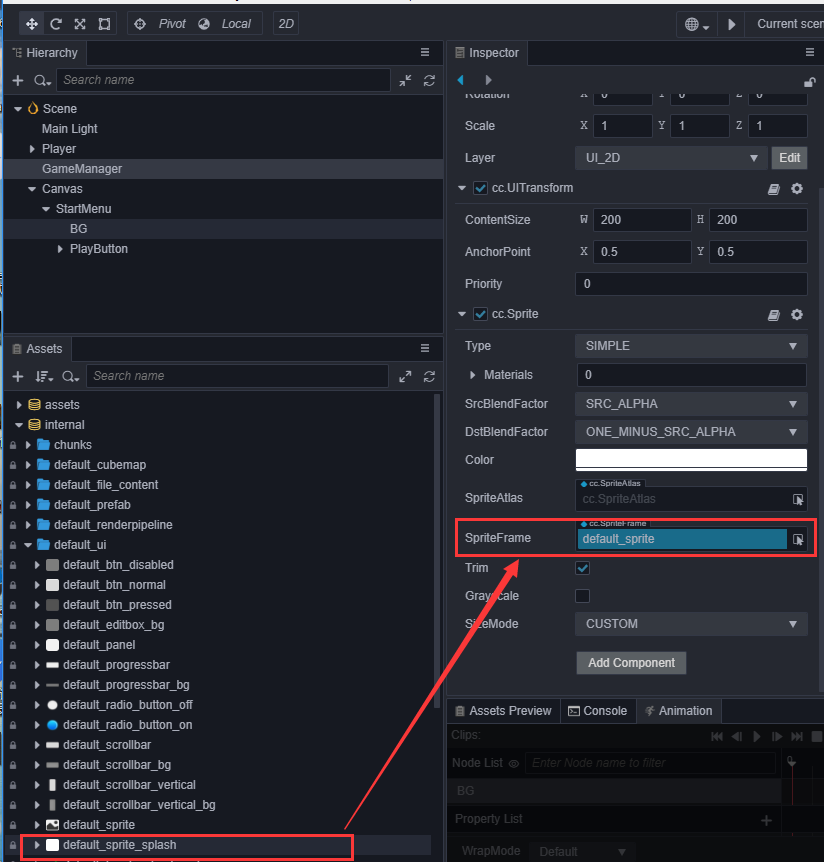 Pivot Local 2D Current scen
Hierarchy
Search name
Scene
Main Light
Player
GameManager
Canvas
StartMenu
BG
PlayButton
Assets
Search name
assets
internal
chunks
default_cubemap
default_file_content
default_prefab
default_renderpipeline
default_ui
default_btn_disabled
default_btn_normal
default_btn_pressed
default_editbox_bg
default_panel
default_progressbar
default_progressbar_bg
default_radio_button_off
default_radio_button_on
default_scrollbar
default_scrollbar_bg
default_scrollbar_vertical
default_scrollbar_vertical_bg
default_sprite
default_sprite_splash
Inspector
Rotation X 0 Y 0 Z 0
Scale X 1 Y 1 Z 1
Layer UI_2D Edit
cc.UITransform
ContentSize W 200 H 200
AnchorPoint X 0.5 Y 0.5
Priority 0
cc.Sprite
Type SIMPLE
Materials 0
SrcBlendFactor SRC_ALPHA
DstBlendFactor ONE_MINUS_SRC_ALPHA
Color
cc.SpriteAtlas
SpriteAtlas cc.SpriteAtlas
cc.SpriteFrame
SpriteFrame default_sprite
Trim
Grayscale
SizeMode CUSTOM
Add Component
Assets Preview Console Animation
Clips:
Node List Enter Node name to filter 0
BG
Property List
WrapMode Default